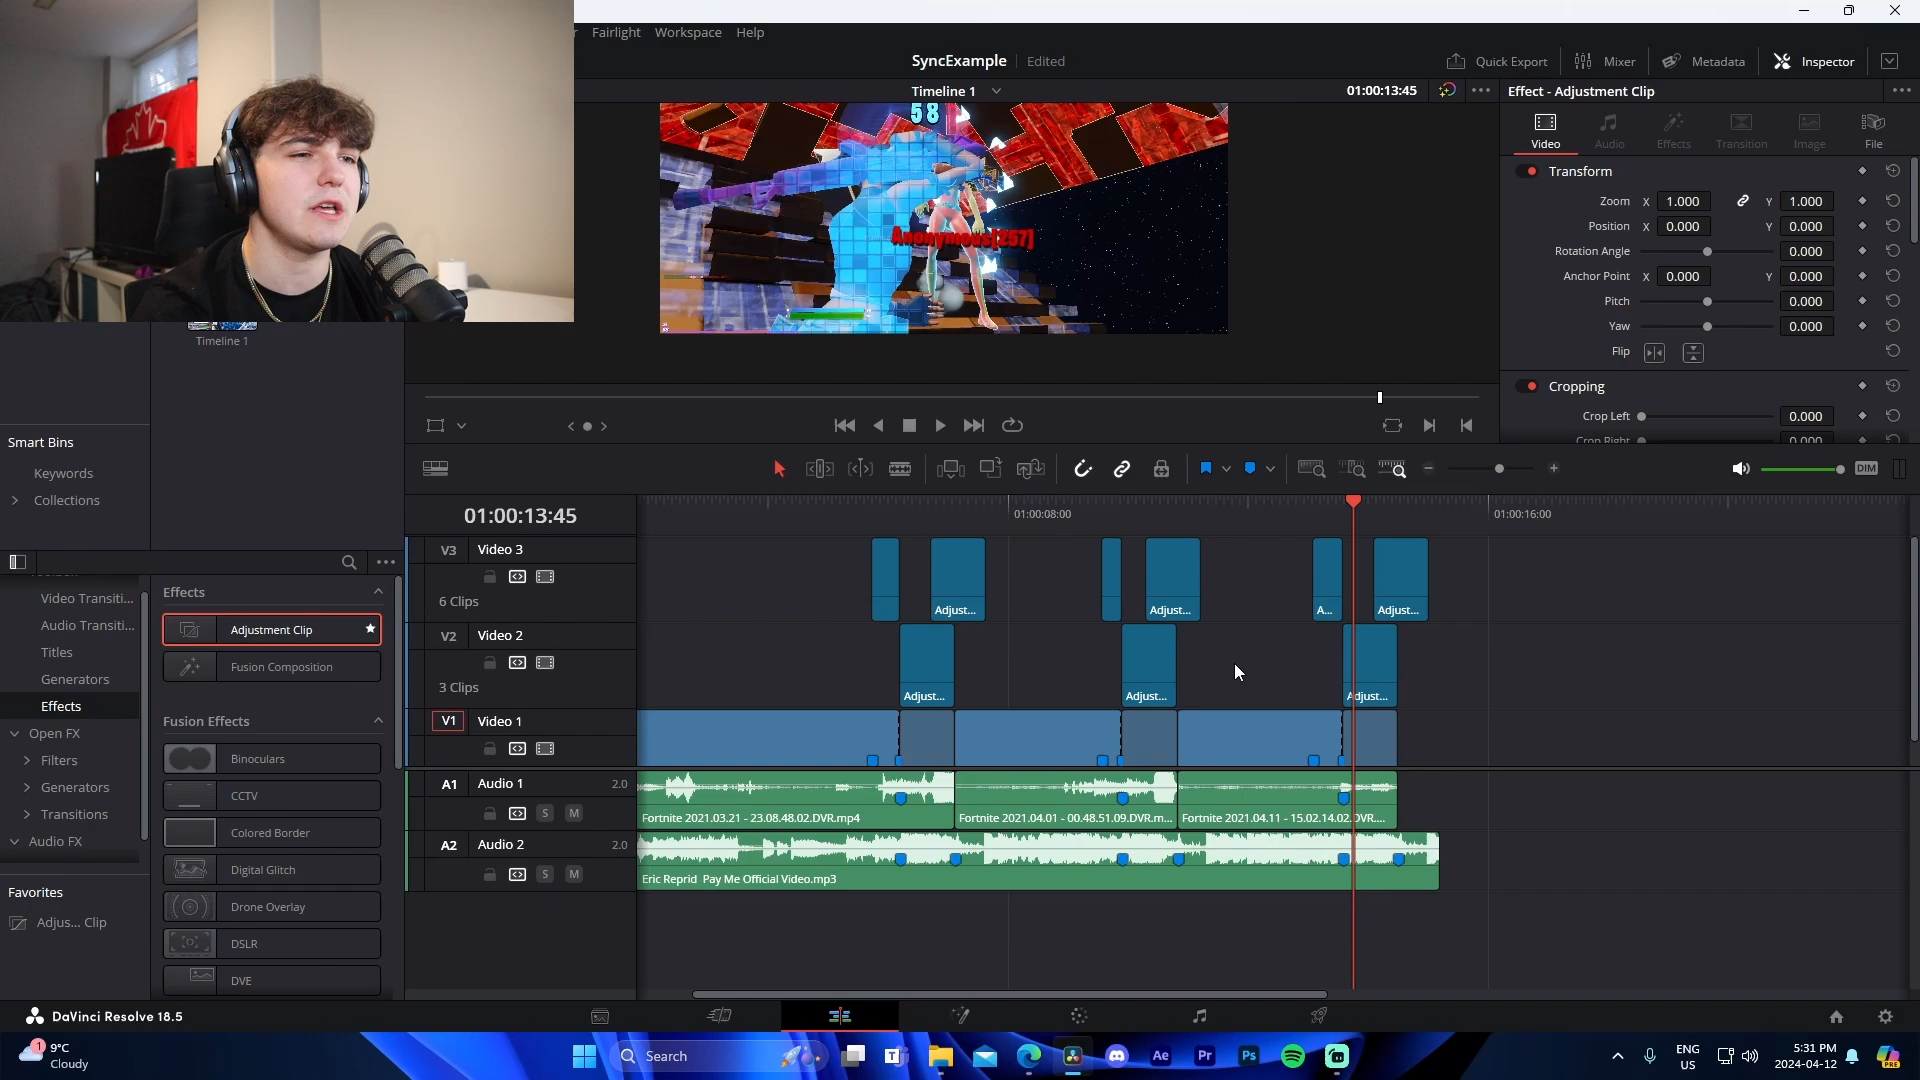 Fairlight Workspace Help
SyncExample Edited
Quick Export Mixer Metadata Inspector
Timeline 1 01:00:13:45
Effect - Adjustment Clip
58
Anonymous[257]
Video Audio Effects Transition Image File
Transform
Zoom X 1.000 Y 1.000
Position X 0.000 Y 0.000
Rotation Angle 0.000
Anchor Point X 0.000 Y 0.000
Pitch 0.000
Yaw 0.000
Flip
Cropping
Crop Left 0.000
Crop Right 0.000
Timeline 1
Smart Bins
Keywords
Collections
DIM
01:00:13:45
01:00:08:00 01:00:16:00
V3 Video 3
6 Clips
Adjust... Adjust... A... Adjust...
V2 Video 2
3 Clips
Adjust... Adjust... Adjust...
V1 Video 1
A1 Audio 1 2.0
S M
Fortnite 2021.03.21 - 23.08.48.02.DVR.mp4 Fortnite 2021.04.01 - 00.48.51.09.DVR.m... Fortnite 2021.04.11 - 15.02.14.02.DVR....
A2 Audio 2 2.0
S M
Eric Reprid Pay Me Official Video.mp3
Video Transiti...
Audio Transiti...
Titles
Generators
Effects
Open FX
Filters
Generators
Transitions
Audio FX
Favorites
Adjus... Clip
Effects
Adjustment Clip
Fusion Composition
Fusion Effects
Binoculars
CCTV
Colored Border
Digital Glitch
Drone Overlay
DSLR
DVE
DaVinci Resolve 18.5
1
9°C
Cloudy
Search
Ae Pr Ps
ENG
US
5:31 PM
2024-04-12
PRE